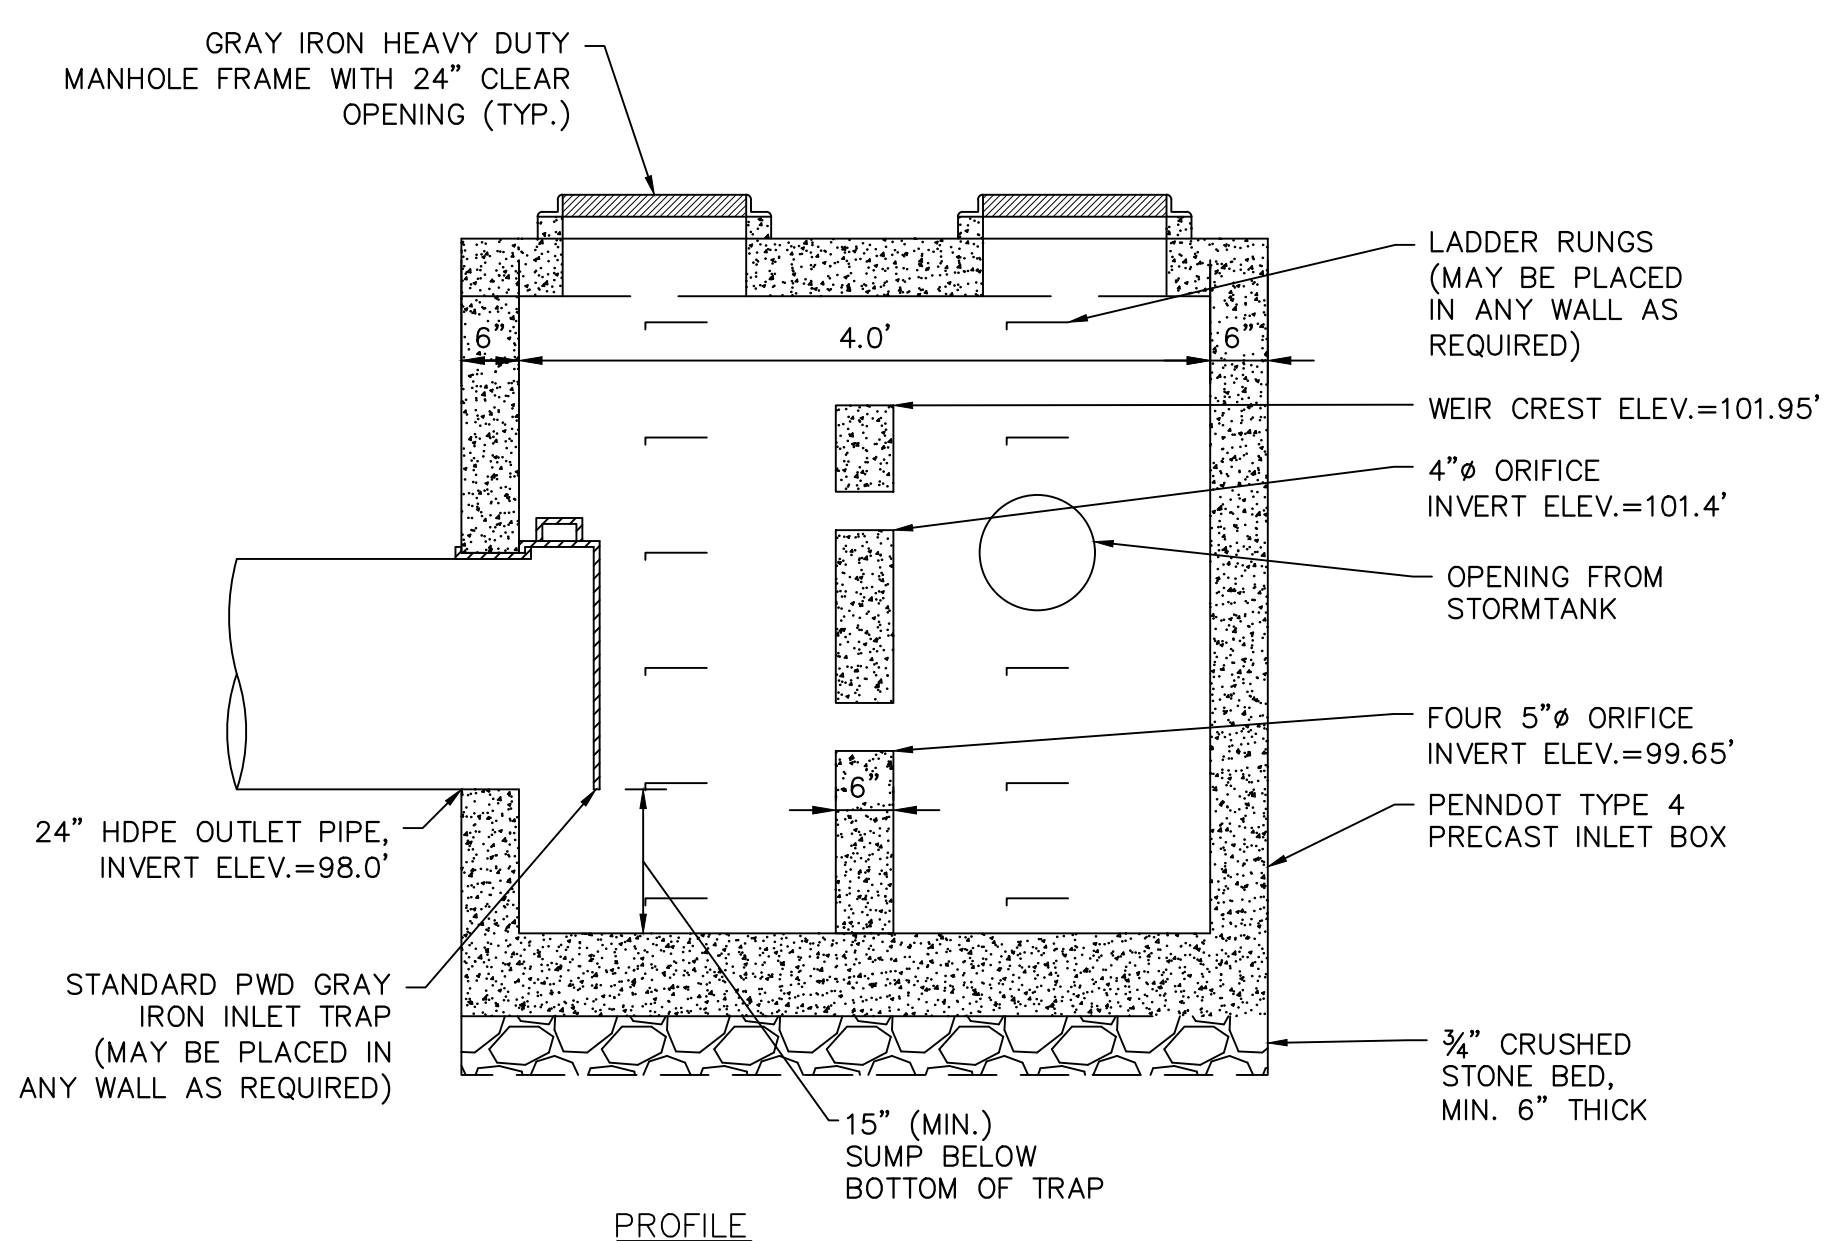 GRAY IRON HEAVY DUTY
MANHOLE FRAME WITH 24” CLEAR
OPENING (TYP.)
LADDER RUNGS
(MAY BE PLACED
IN ANY WALL AS
REQUIRED)
6”
4.0’
6”
WEIR CREST ELEV.=101.95’
4”ø ORIFICE
INVERT ELEV.=101.4’
OPENING FROM
STORMTANK
FOUR 5”ø ORIFICE
INVERT ELEV.=99.65’
6”
PENNDOT TYPE 4
PRECAST INLET BOX
24” HDPE OUTLET PIPE,
INVERT ELEV.=98.0’
STANDARD PWD GRAY
IRON INLET TRAP
(MAY BE PLACED IN
ANY WALL AS REQUIRED)
¾” CRUSHED
STONE BED,
MIN. 6” THICK
15” (MIN.)
SUMP BELOW
BOTTOM OF TRAP
PROFILE